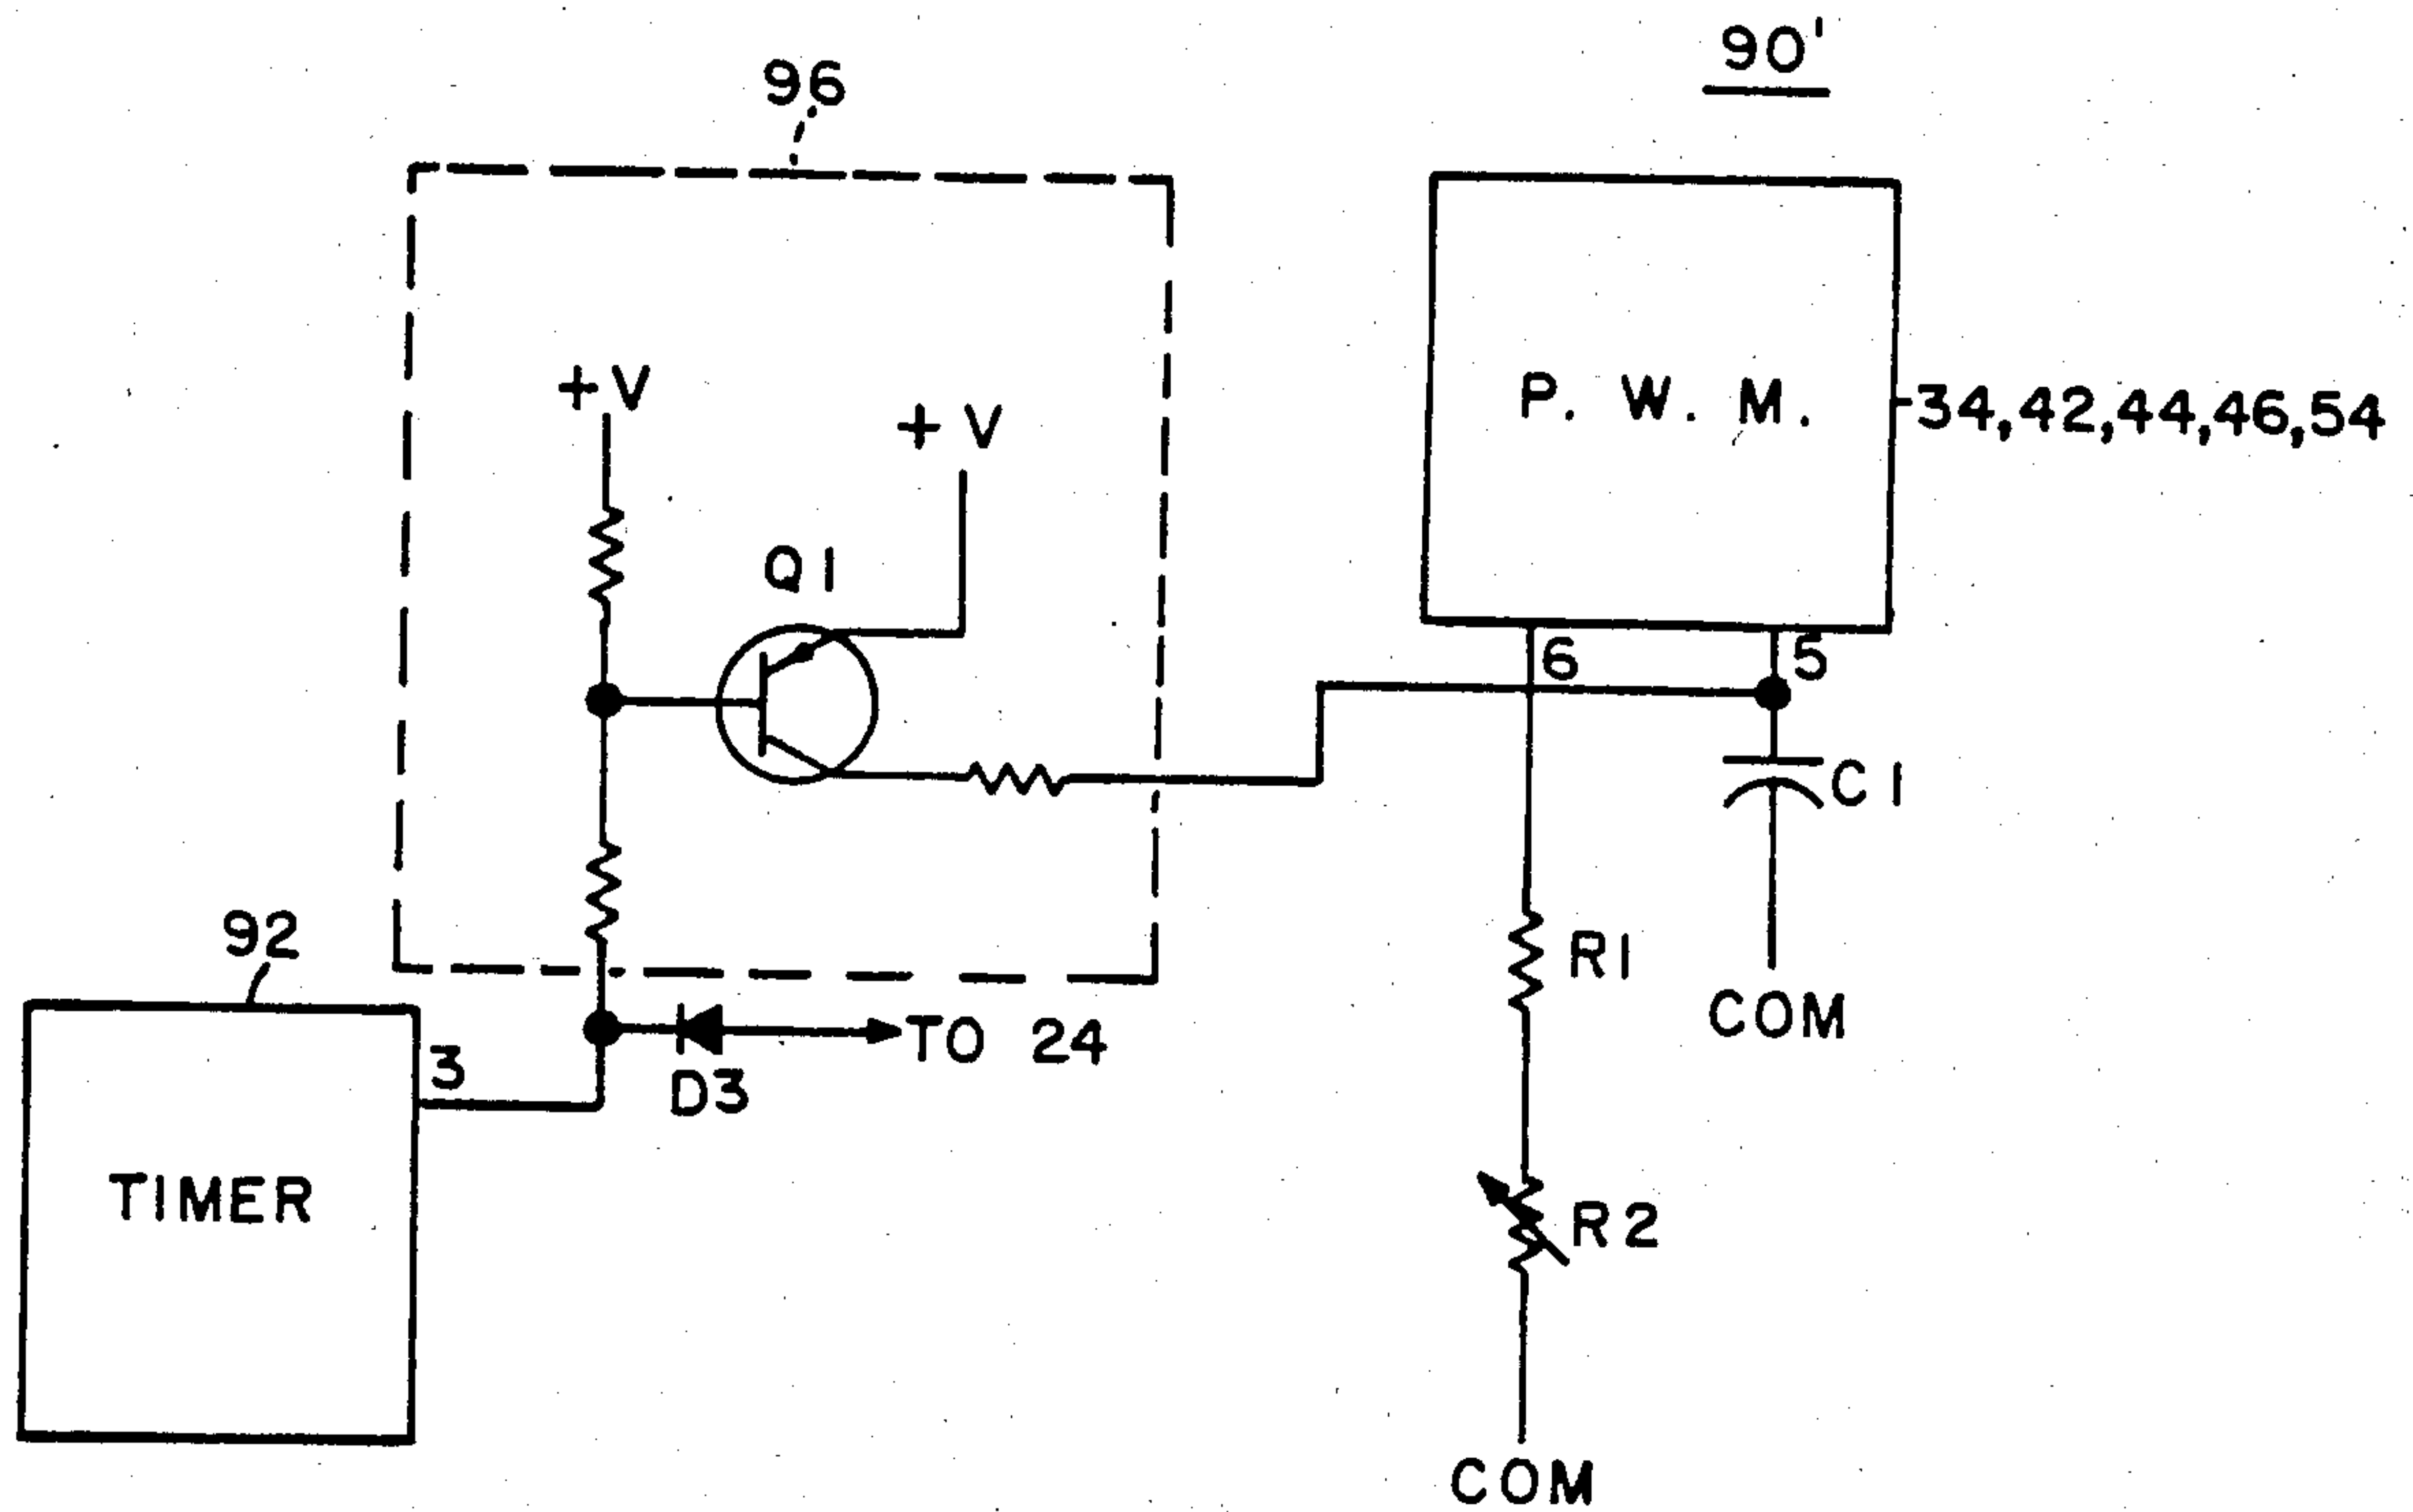 90'
96
+V
+V
Q1
P. W. M.
34,42,44,46,54
6
5
C1
92
R1
COM
3
TO 24
D3
TIMER
R2
COM